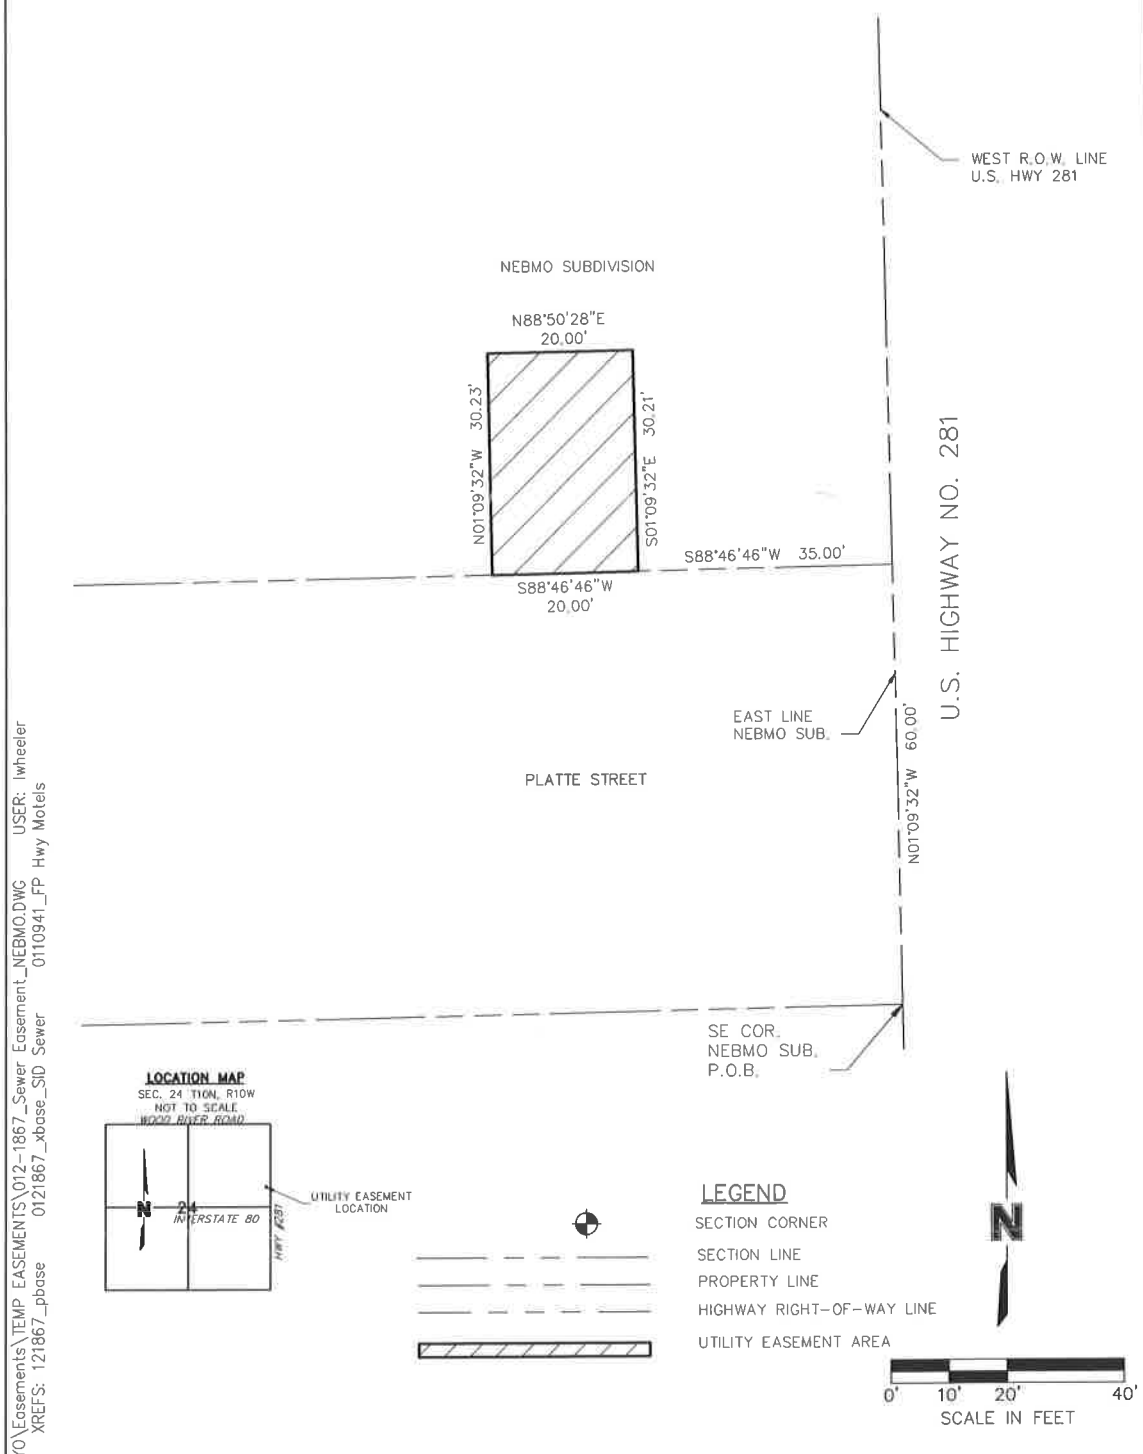 WEST R.O.W. LINE
U.S. HWY 281
NEBMO SUBDIVISION
N88°50'28"E
20.00'
N01°09'32"W 30.23'
S01°09'32"E 30.21'
S88°46'46"W 35.00'
S88°46'46"W
20.00'
U.S. HIGHWAY NO. 281
EAST LINE
NEBMO SUB.
N01°09'32"W 60.00'
PLATTE STREET
SE COR.
NEBMO SUB.
P.O.B.
YO\Easements\TEMP EASEMENTS\012-1867_Sewer Easement_NEBMO.DWG USER: lwheeler
XREFS: 121867_pbase 0121867_xbase_SID Sewer 0110941_FP Hwy Motels
LOCATION MAP
SEC. 24 T10N, R10W
NOT TO SCALE
WOOD RIVER ROAD
N
24
INTERSTATE 80
HWY #281
UTILITY EASEMENT
LOCATION
LEGEND
SECTION CORNER
SECTION LINE
PROPERTY LINE
HIGHWAY RIGHT-OF-WAY LINE
UTILITY EASEMENT AREA
N
0' 10' 20' 40'
SCALE IN FEET